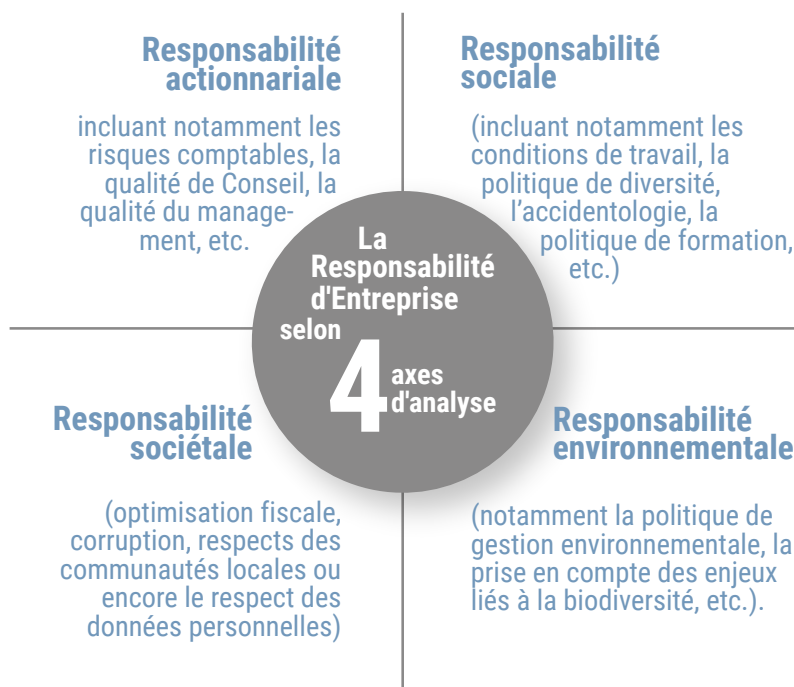 Responsabilité
actionnariale
incluant notamment les
risques comptables, la
qualité de Conseil, la
qualité du manage-
ment, etc.
Responsabilité
sociale
(incluant notamment les
conditions de travail, la
politique de diversité,
l’accidentologie, la
politique de formation,
etc.)
La
Responsabilité
d'Entreprise
selon
4
axes
d'analyse
Responsabilité
sociétale
(optimisation fiscale,
corruption, respects des
communautés locales ou
encore le respect des
données personnelles)
Responsabilité
environnementale
(notamment la politique de
gestion environnementale, la
prise en compte des enjeux
liés à la biodiversité, etc.).